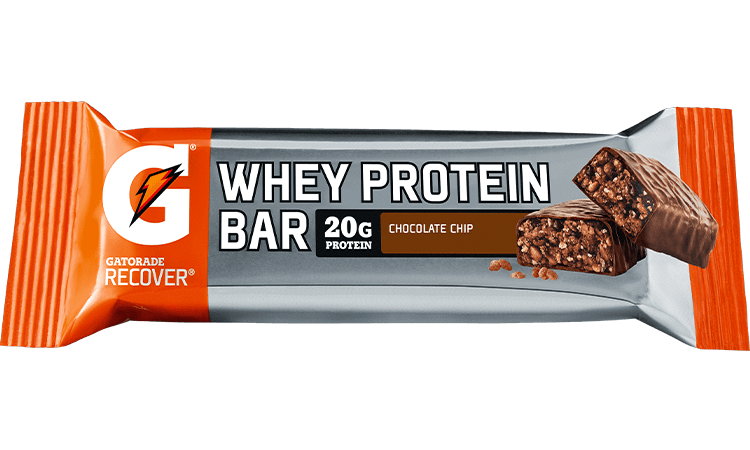 G®
GATORADE
RECOVER®
WHEY PROTEIN
BAR
20G
PROTEIN
CHOCOLATE CHIP